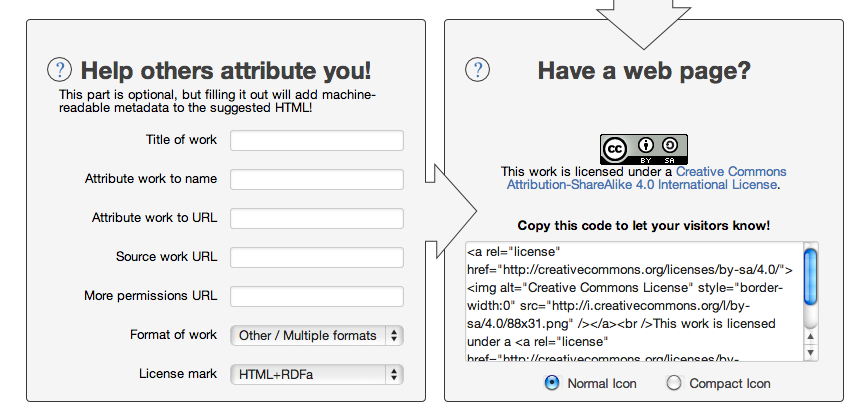 ? Help others attribute you!
This part is optional, but filling it out will add machine-
readable metadata to the suggested HTML!
Title of work
Attribute work to name
Attribute work to URL
Source work URL
More permissions URL
Format of work Other / Multiple formats
License mark HTML+RDFa
? Have a web page?
cc
BY SA
This work is licensed under a Creative Commons
Attribution-ShareAlike 4.0 International License.
Copy this code to let your visitors know!
<a rel="license"
href="http://creativecommons.org/licenses/by-sa/4.0/">
<img alt="Creative Commons License" style="border-
width:0" src="http://i.creativecommons.org/l/by-
sa/4.0/88x31.png" /></a><br />This work is licensed
under a <a rel="license"
href="http://creativecommons.org/licenses/by-
Normal Icon Compact Icon